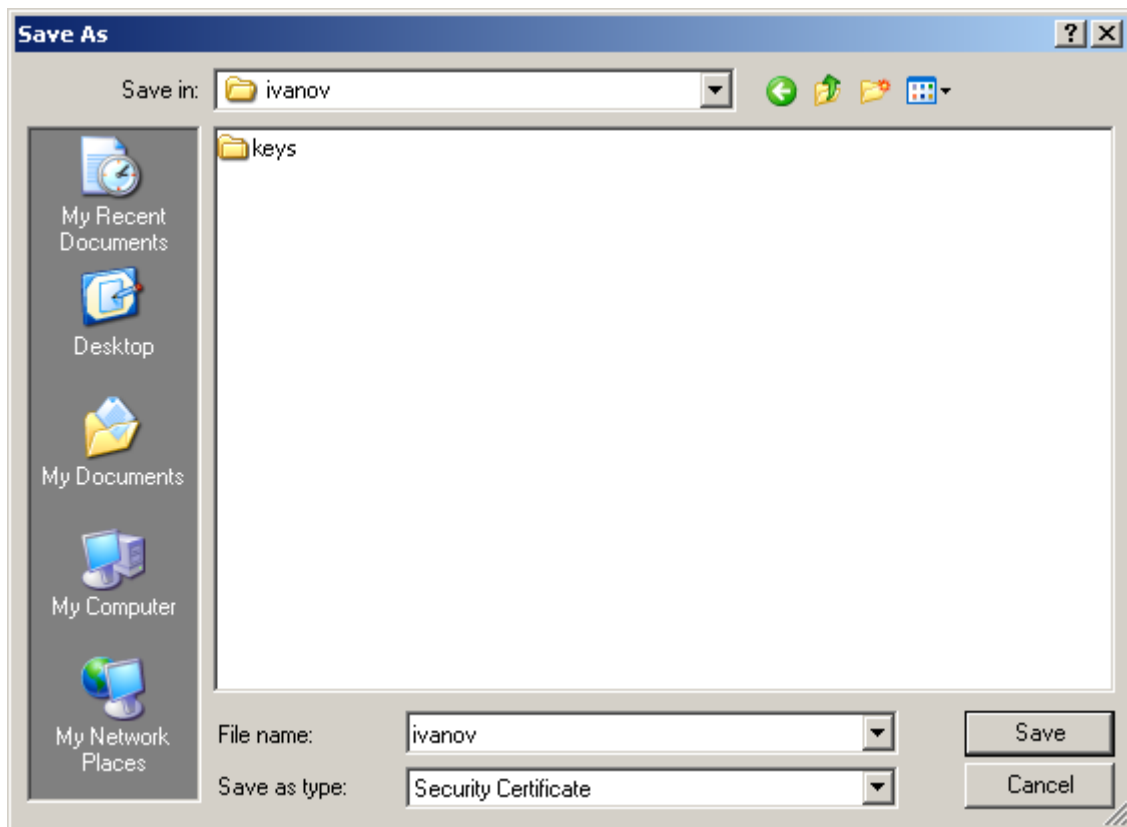 Save As
Save in:
ivanov
keys
My Recent
Documents
Desktop
My Documents
My Computer
My Network
Places
File name:
ivanov
Save
Save as type:
Security Certificate
Cancel